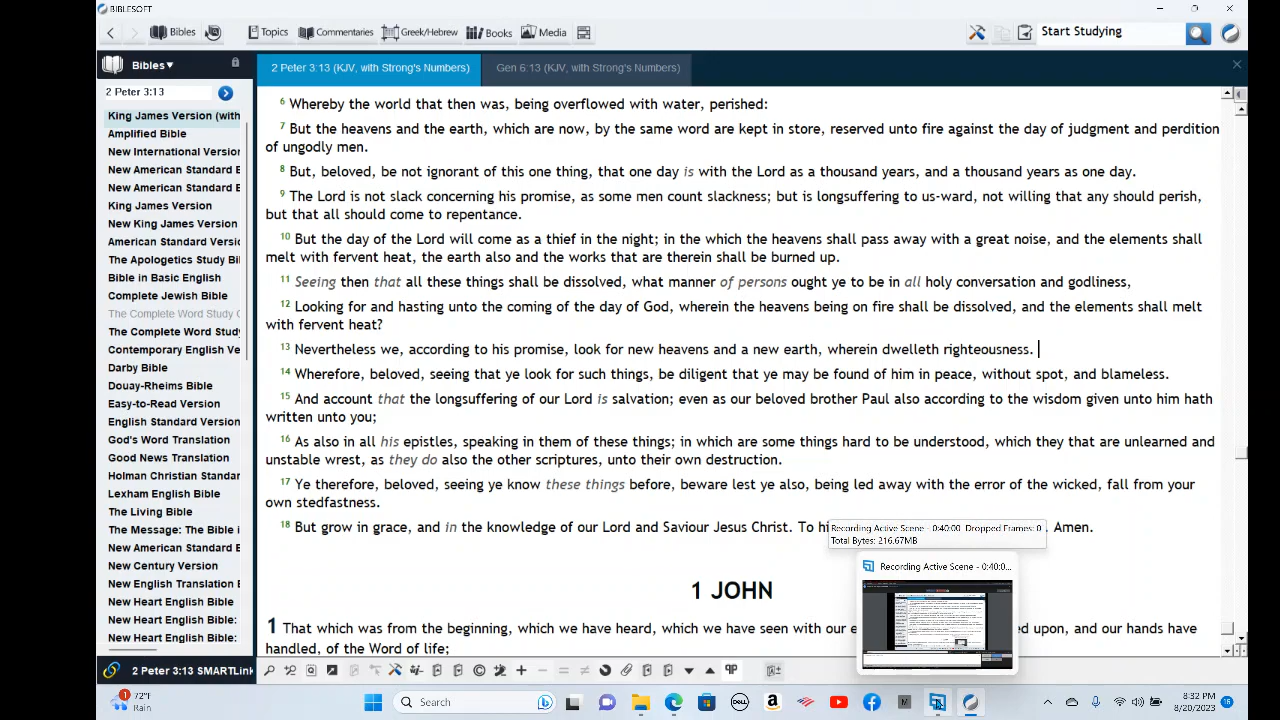 BIBLESOFT
Bibles Topics Commentaries Greek/Hebrew Books Media Start Studying
Bibles▾ 2 Peter 3:13 (KJV, with Strong's Numbers) Gen 6:13 (KJV, with Strong's Numbers)
2 Peter 3:13
King James Version (with
Amplified Bible
New International Version
New American Standard B
New American Standard B
King James Version
New King James Version
American Standard Versio
The Apologetics Study Bi
Bible in Basic English
Complete Jewish Bible
The Complete Word Study O
The Complete Word Study
Contemporary English Ve
Darby Bible
Douay-Rheims Bible
Easy-to-Read Version
English Standard Version
God's Word Translation
Good News Translation
Holman Christian Standar
Lexham English Bible
The Living Bible
The Message: The Bible i
New American Standard B
New Century Version
New English Translation
New Heart English Bible
New Heart English Bible:
New Heart English Bible:
2 Peter 3:13 SMARTLink
6 Whereby the world that then was, being overflowed with water, perished:
7 But the heavens and the earth, which are now, by the same word are kept in store, reserved unto fire against the day of judgment and perdition
of ungodly men.
8 But, beloved, be not ignorant of this one thing, that one day is with the Lord as a thousand years, and a thousand years as one day.
9 The Lord is not slack concerning his promise, as some men count slackness; but is longsuffering to us-ward, not willing that any should perish,
but that all should come to repentance.
10 But the day of the Lord will come as a thief in the night; in the which the heavens shall pass away with a great noise, and the elements shall
melt with fervent heat, the earth also and the works that are therein shall be burned up.
11 Seeing then that all these things shall be dissolved, what manner of persons ought ye to be in all holy conversation and godliness,
12 Looking for and hasting unto the coming of the day of God, wherein the heavens being on fire shall be dissolved, and the elements shall melt
with fervent heat?
13 Nevertheless we, according to his promise, look for new heavens and a new earth, wherein dwelleth righteousness.
14 Wherefore, beloved, seeing that ye look for such things, be diligent that ye may be found of him in peace, without spot, and blameless.
15 And account that the longsuffering of our Lord is salvation; even as our beloved brother Paul also according to the wisdom given unto him hath
written unto you;
16 As also in all his epistles, speaking in them of these things; in which are some things hard to be understood, which they that are unlearned and
unstable wrest, as they do also the other scriptures, unto their own destruction.
17 Ye therefore, beloved, seeing ye know these things before, beware lest ye also, being led away with the error of the wicked, fall from your
own stedfastness.
18 But grow in grace, and in the knowledge of our Lord and Saviour Jesus Christ. To hi . Amen.
Recording Active Scene - 0:40:00 Dropped Frames: 0
Total Bytes: 216.67MB
Recording Active Scene - 0:40:0...
1 JOHN
1 That which was from the beginning, which we have heard, which we have seen with our e ed upon, and our hands have
handled, of the Word of life;
1 72°F
Rain
Search
DELL
8:32 PM
8/20/2023
16